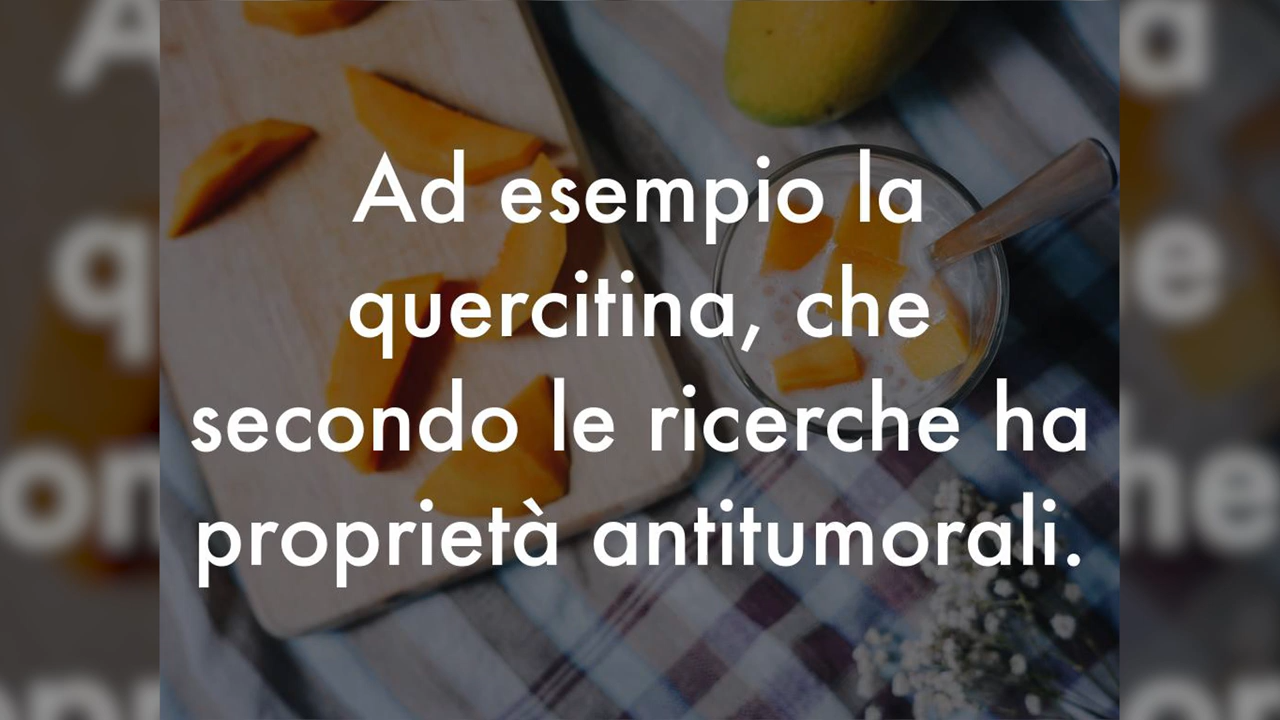 Ad esempio la
quercitina, che
secondo le ricerche ha
proprietà antitumorali.